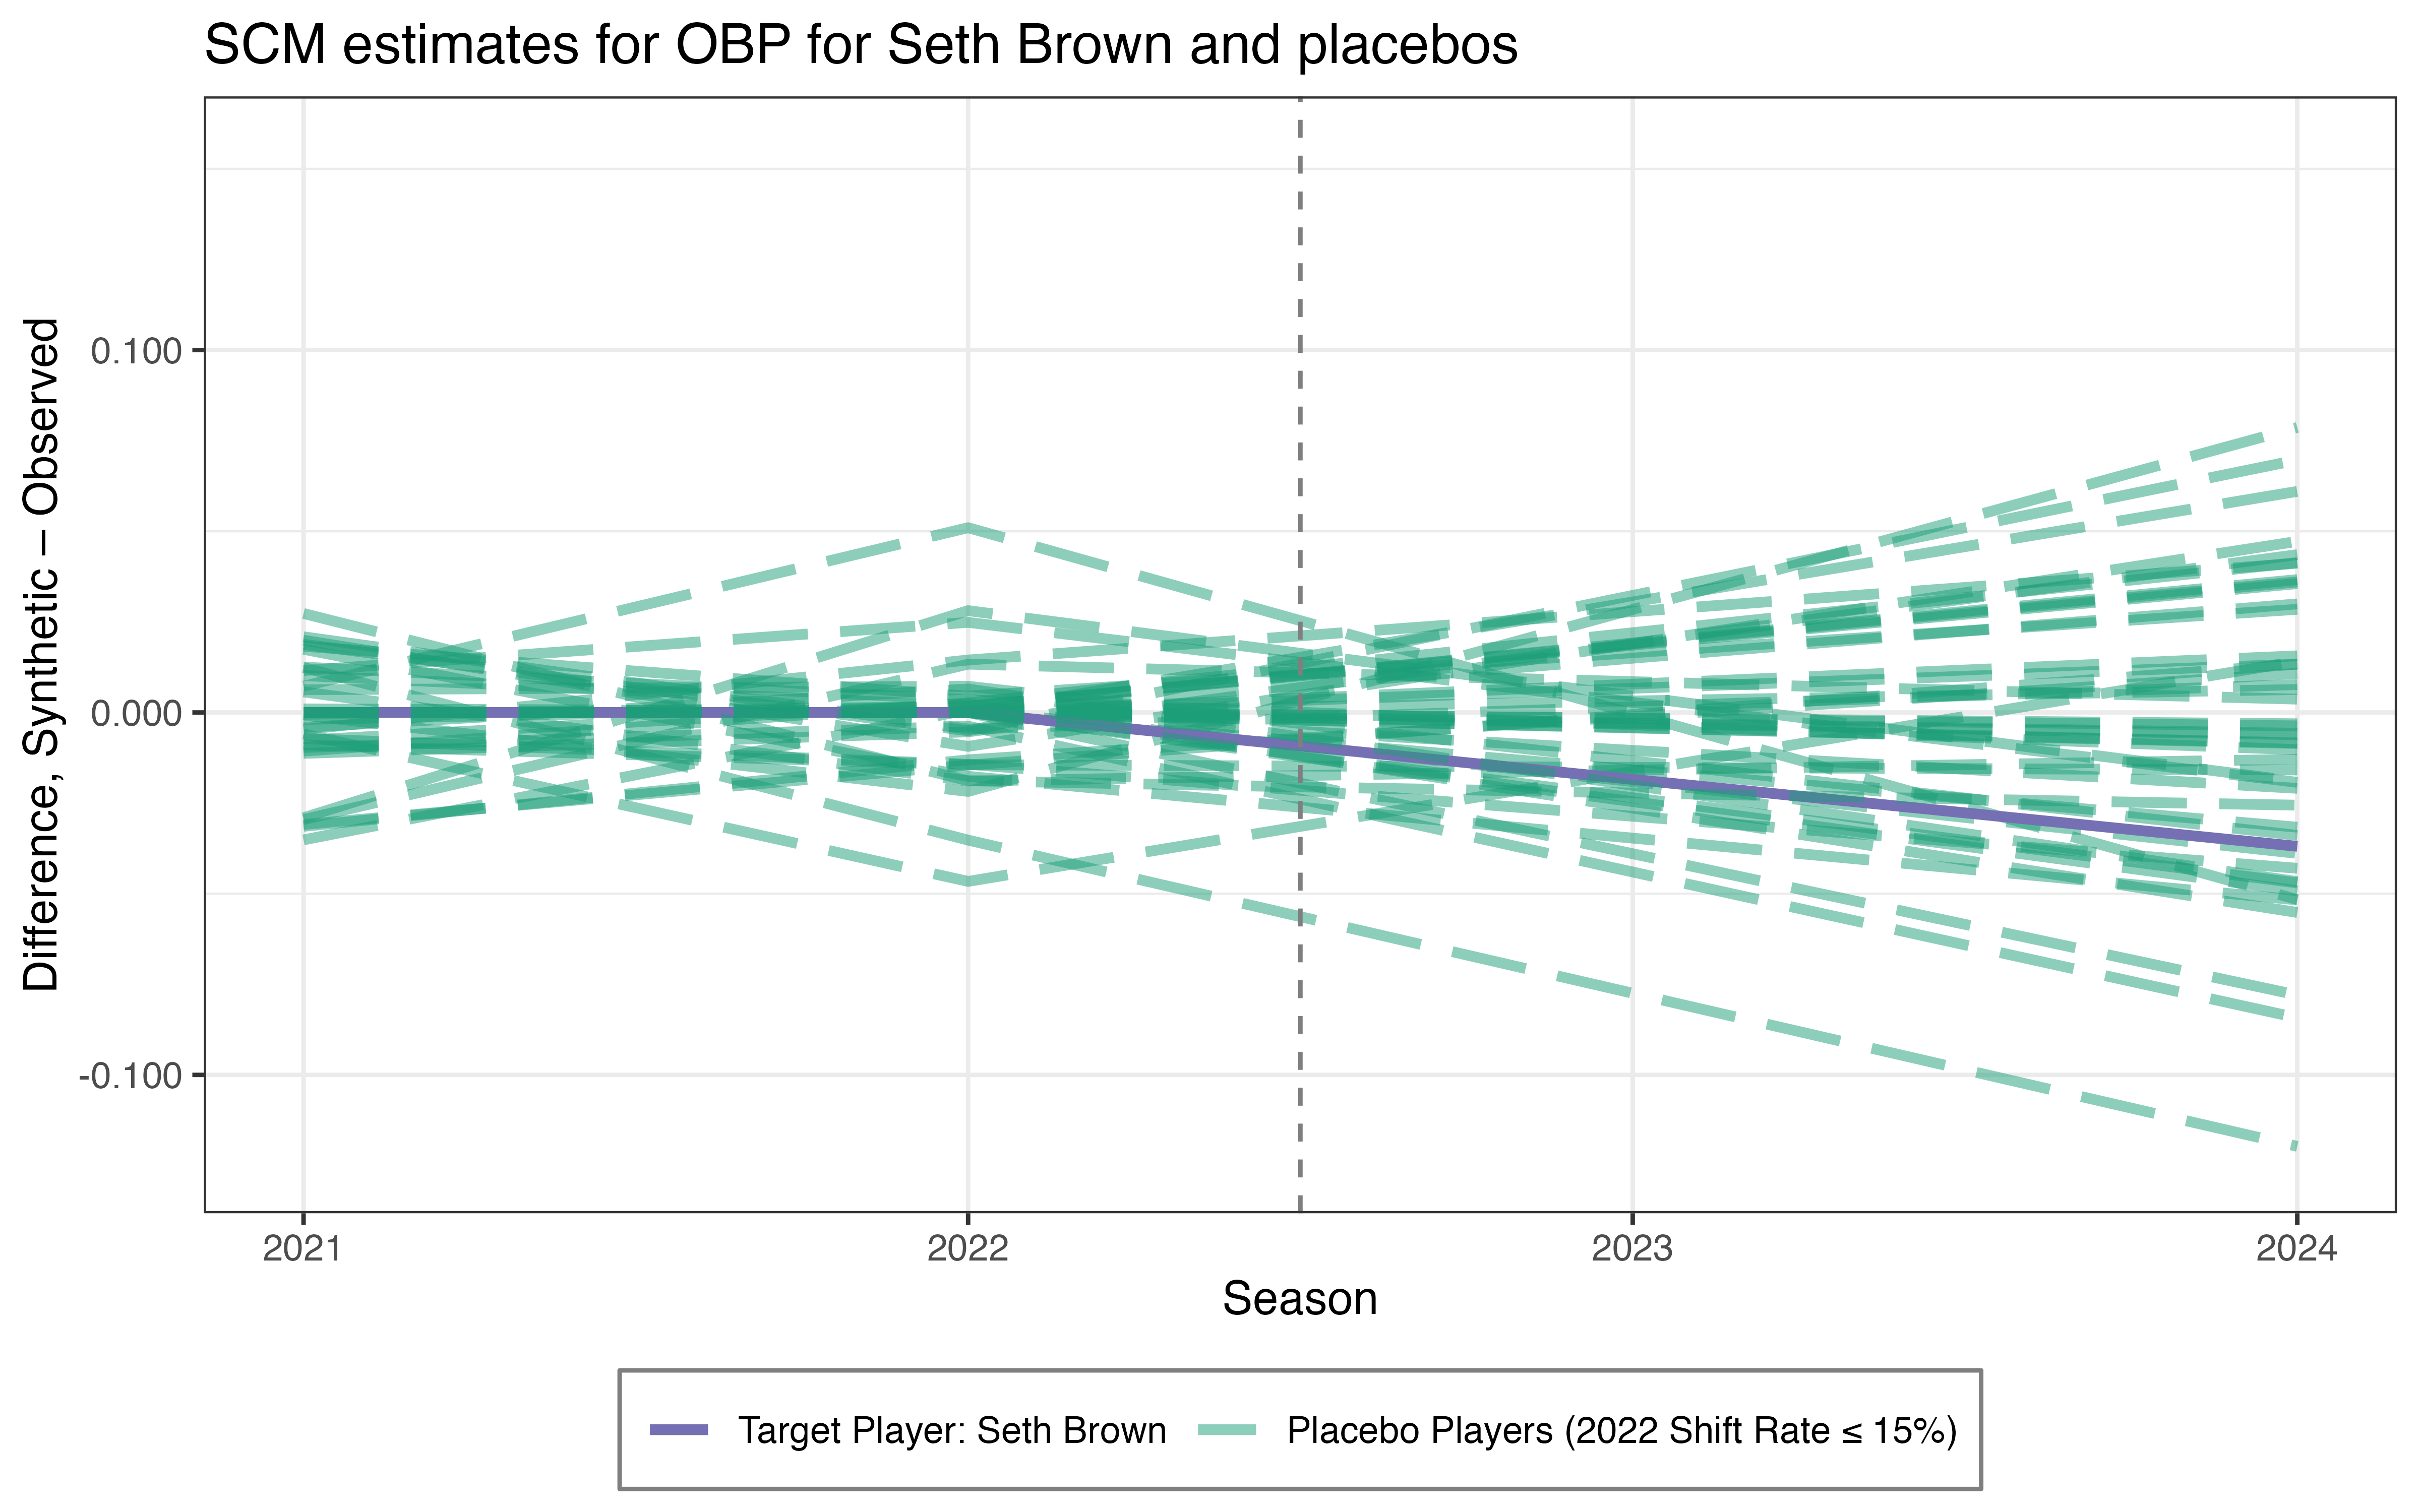 SCM estimates for OBP for Seth Brown and placebos
Difference, Synthetic – Observed
0.100
0.000
-0.100
2021
2022
2023
2024
Season
Target Player: Seth Brown
Placebo Players (2022 Shift Rate ≤ 15%)